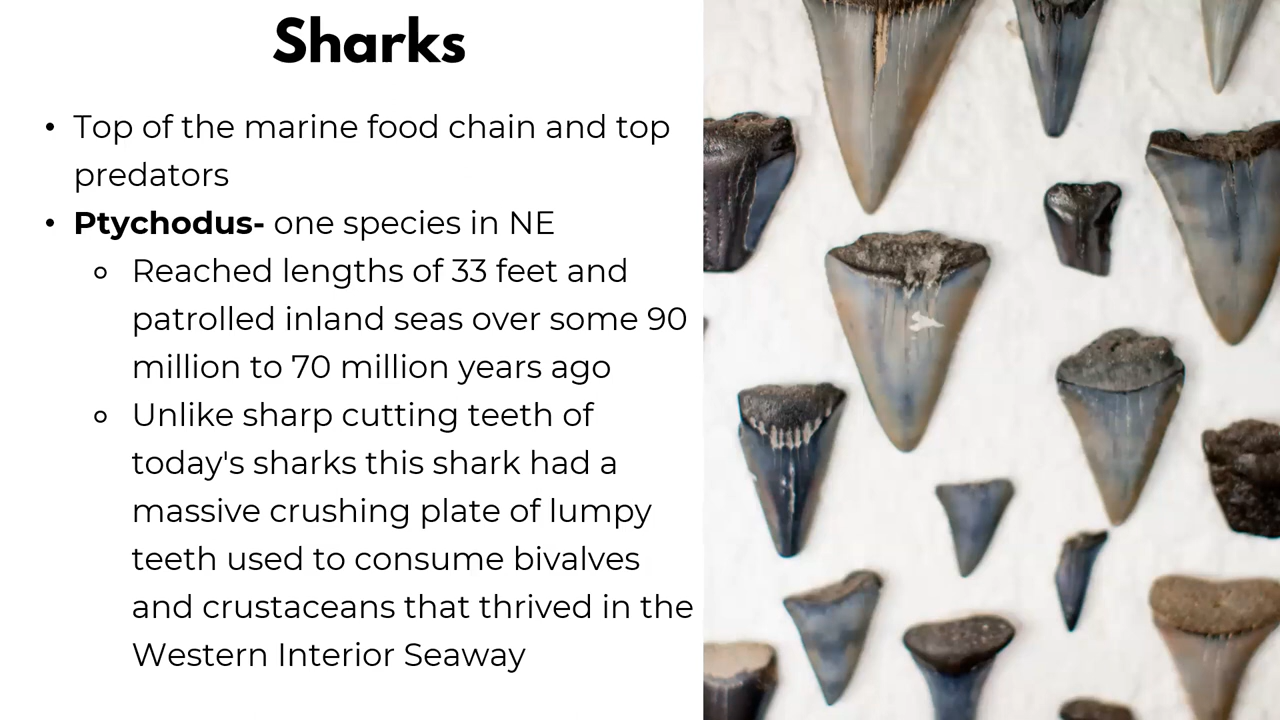 Sharks
• Top of the marine food chain and top
predators
• Ptychodus- one species in NE
○ Reached lengths of 33 feet and
patrolled inland seas over some 90
million to 70 million years ago
○ Unlike sharp cutting teeth of
today's sharks this shark had a
massive crushing plate of lumpy
teeth used to consume bivalves
and crustaceans that thrived in the
Western Interior Seaway